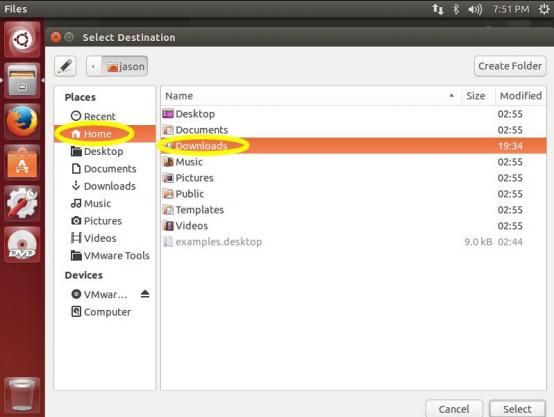 Files 7:51 PM
Select Destination
jason Create Folder
Places
Recent
Home
Desktop
Documents
Downloads
Music
Pictures
Videos
VMware Tools
Devices
VMwar...
Computer
Name Size Modified
Desktop 02:55
Documents 02:55
Downloads 19:34
Music 02:55
Pictures 02:55
Public 02:55
Templates 02:55
Videos 02:55
examples.desktop 9.0 kB 02:44
DVD
Cancel Select